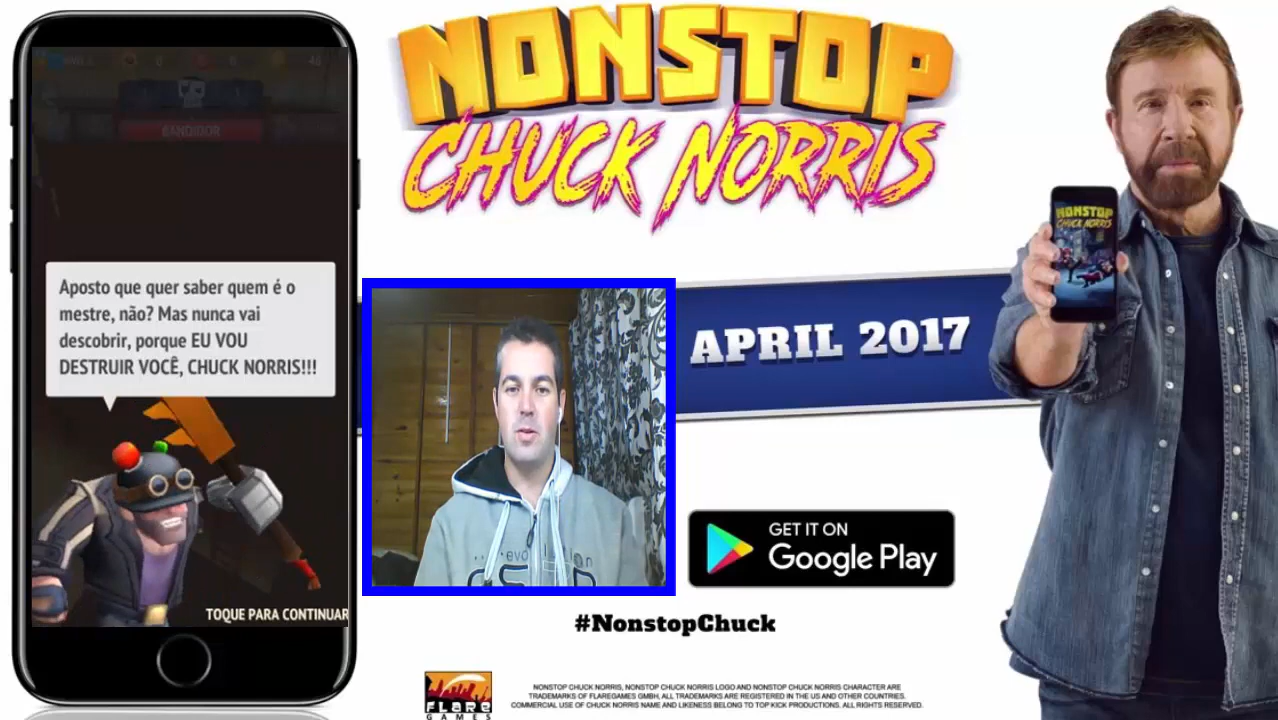 BANDIDOR
Aposto que quer saber quem é o
mestre, não? Mas nunca vai
descobrir, porque EU VOU
DESTRUIR VOCÊ, CHUCK NORRIS!!!
TOQUE PARA CONTINUAR
NONSTOP
CHUCK NORRIS
NONSTOP
CHUCK NORRIS
APRIL 2017
GET IT ON
Google Play
#NonstopChuck
FLARE
GAMES
NONSTOP CHUCK NORRIS, NONSTOP CHUCK NORRIS LOGO AND NONSTOP CHUCK NORRIS CHARACTER ARE
TRADEMARKS OF FLAREGAMES GMBH, ALL TRADEMARKS ARE REGISTERED IN THE US AND OTHER COUNTRIES.
COMMERCIAL USE OF CHUCK NORRIS NAME AND LIKENESS BELONG TO TOP KICK PRODUCTIONS. ALL RIGHTS RESERVED.